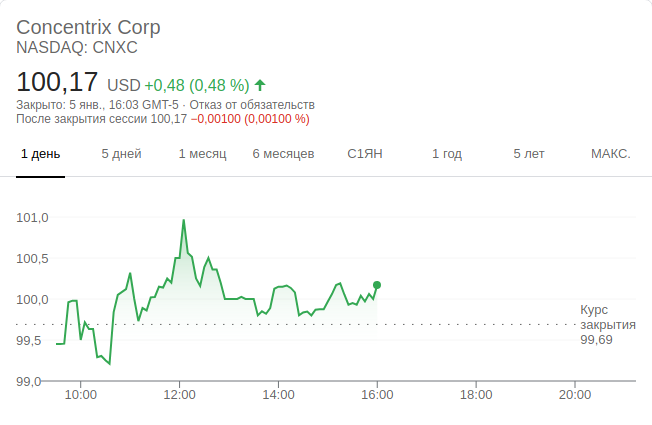 Concentrix Corp
NASDAQ: CNXC
100,17 USD +0,48 (0,48 %)
Закрыто: 5 янв., 16:03 GMT-5 · Отказ от обязательств
После закрытия сессии 100,17 −0,00100 (0,00100 %)
1 день 5 дней 1 месяц 6 месяцев С1ЯН 1 год 5 лет МАКС.
101,0
100,5
100,0
Курс
закрытия
99,5 99,69
99,0
10:00 12:00 14:00 16:00 18:00 20:00